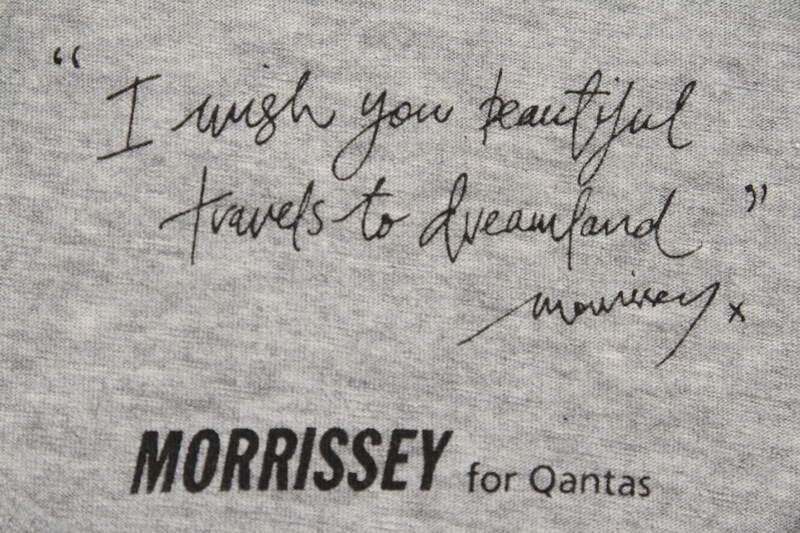 “ I wish you beautiful
travels to dreamland ”
morrissey x
MORRISSEY for Qantas